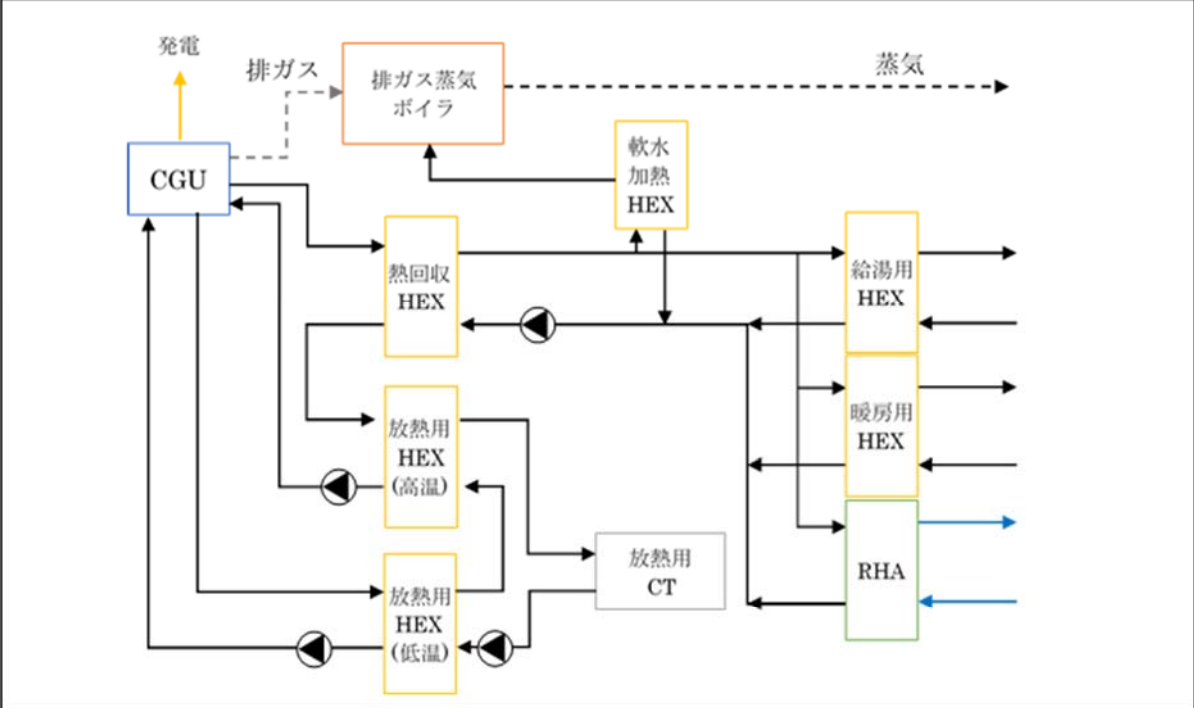 発電
排ガス
排ガス蒸気
ボイラ
蒸気
CGU
軟水
加熱
HEX
熱回収
HEX
給湯用
HEX
放熱用
HEX
(高温)
暖房用
HEX
放熱用
CT
RHA
放熱用
HEX
(低温)